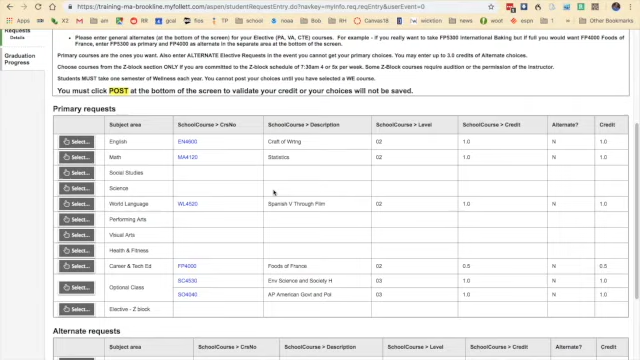 https://training-ma-brookline.myfollett.com/aspen/studentRequestEntry.do?navkey=myInfo.req.reqEntry&userEvent=0
woot
wickline
Canvas18
Other Bookmarks
Requests
Details
Graduation
Progress
• Please enter general alternates (at the bottom of the screen) for your Elective (PA, VA, CTE) courses. For example - if you really want to take FP5300 International Baking but if full you would want FP4000 Foods of
France, enter FP5300 as primary and FP4000 as alternate in the separate area at the bottom of the screen.
Primary courses are the ones you want. Also enter ALTERNATE Elective Requests in the event you cannot get your primary choices. You may enter up to 3.0 credits of Alternate choices.
Choose courses from the Z-block section ONLY if you are committed to the Z-block schedule of 7:30am 4 or 5x per week. Some Z-Block courses require audition or the permission of the instructor.
Students MUST take one semester of Wellness each year. You cannot post your choices until you have selected a WE course.
You must click POST at the bottom of the screen to validate your credit or your choices will not be saved.
Primary requests
Subject area SchoolCourse > CrsNo SchoolCourse > Description SchoolCourse > Level SchoolCourse > Credit Alternate? Credit
Select... English EN4600 Craft of Wrtng 02 1.0 N 1.0
Select... Math MA4120 Statistics 02 1.0 N 1.0
Select... Social Studies
Select... Science
Select... World Language WL4520 Spanish V Through Film 02 1.0 N 1.0
Select... Performing Arts
Select... Visual Arts
Select... Health & Fitness
Select... Career & Tech Ed FP4000 Foods of France 02 0.5 N 0.5
Select... Optional Class SC4530 Env Science and Society H 03 1.0 N 1.0
SO4040 AP American Govt and Pol 03 1.0 N 1.0
Select... Elective - Z block
Alternate requests
Subject area SchoolCourse > CrsNo SchoolCourse > Description SchoolCourse > Level SchoolCourse > Credit Alternate? Credit